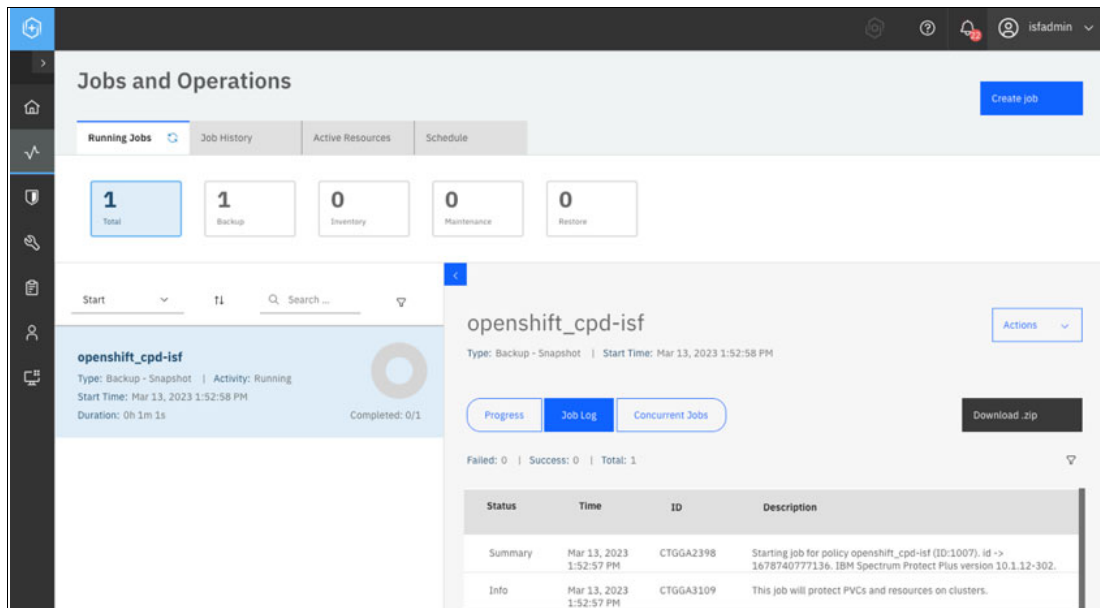 22
isfadmin
Jobs and Operations
Create job
Running Jobs
Job History
Active Resources
Schedule
1
Total
1
Backup
0
Inventory
0
Maintenance
0
Restore
Start
Search ...
openshift_cpd-isf
Type: Backup - Snapshot | Activity: Running
Start Time: Mar 13, 2023 1:52:58 PM
Duration: 0h 1m 1s
Completed: 0/1
openshift_cpd-isf
Actions
Type: Backup - Snapshot | Start Time: Mar 13, 2023 1:52:58 PM
Progress
Job Log
Concurrent Jobs
Download .zip
Failed: 0 | Success: 0 | Total: 1
Status Time ID Description
Summary
Mar 13, 2023
1:52:57 PM
CTGGA2398
Starting job for policy openshift_cpd-isf (ID:1007). id ->
1678740777136. IBM Spectrum Protect Plus version 10.1.12-302.
Info
Mar 13, 2023
1:52:57 PM
CTGGA3109
This job will protect PVCs and resources on clusters.